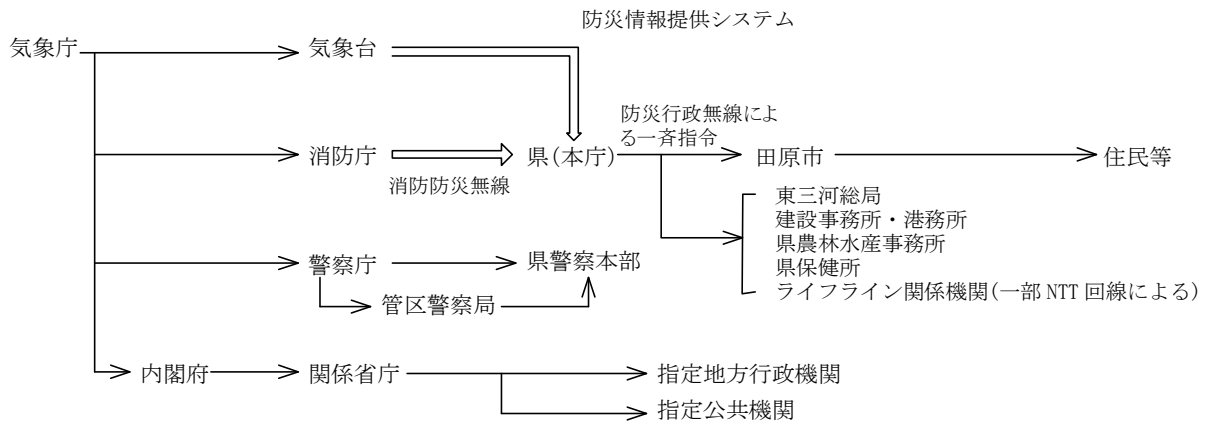 防災情報提供システム
気象庁
気象台
防災行政無線によ
る一斉指令
消防庁
県(本庁)
田原市
住民等
消防防災無線
東三河総局
建設事務所・港務所
県農林水産事務所
県保健所
ライフライン関係機関(一部 NTT 回線による)
警察庁
県警察本部
管区警察局
内閣府
関係省庁
指定地方行政機関
指定公共機関